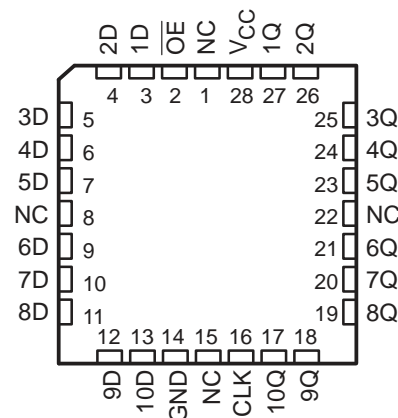 2D 1D OE NC VCC 1Q 2Q
4 3 2 1 28 27 26
3D 5 25 3Q
4D 6 24 4Q
5D 7 23 5Q
NC 8 22 NC
6D 9 21 6Q
7D 10 20 7Q
8D 11 19 8Q
12 13 14 15 16 17 18
9D 10D GND NC CLK 10Q 9Q